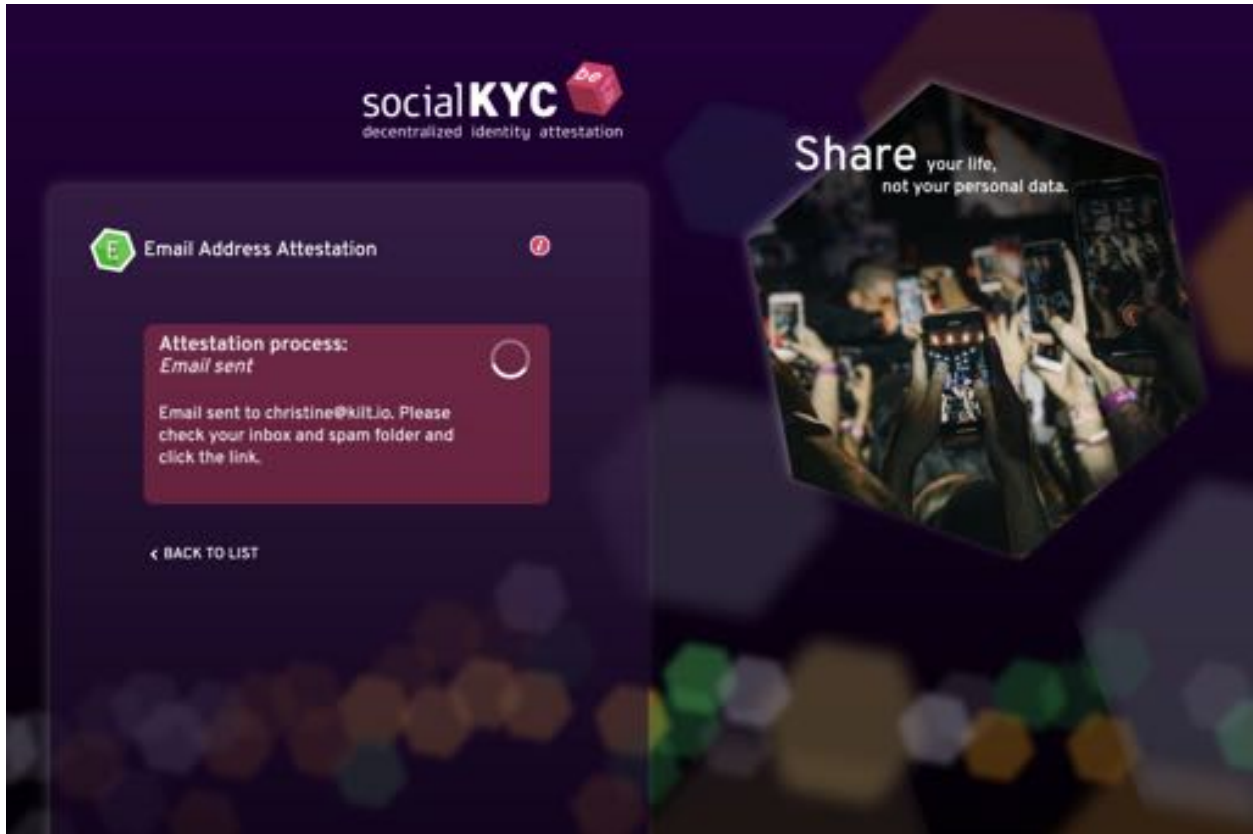 socialKYC
be
decentralized identity attestation
Share your life,
not your personal data.
E Email Address Attestation
i
Attestation process:
Email sent
Email sent to christine@kilt.io. Please
check your inbox and spam folder and
click the link.
< BACK TO LIST